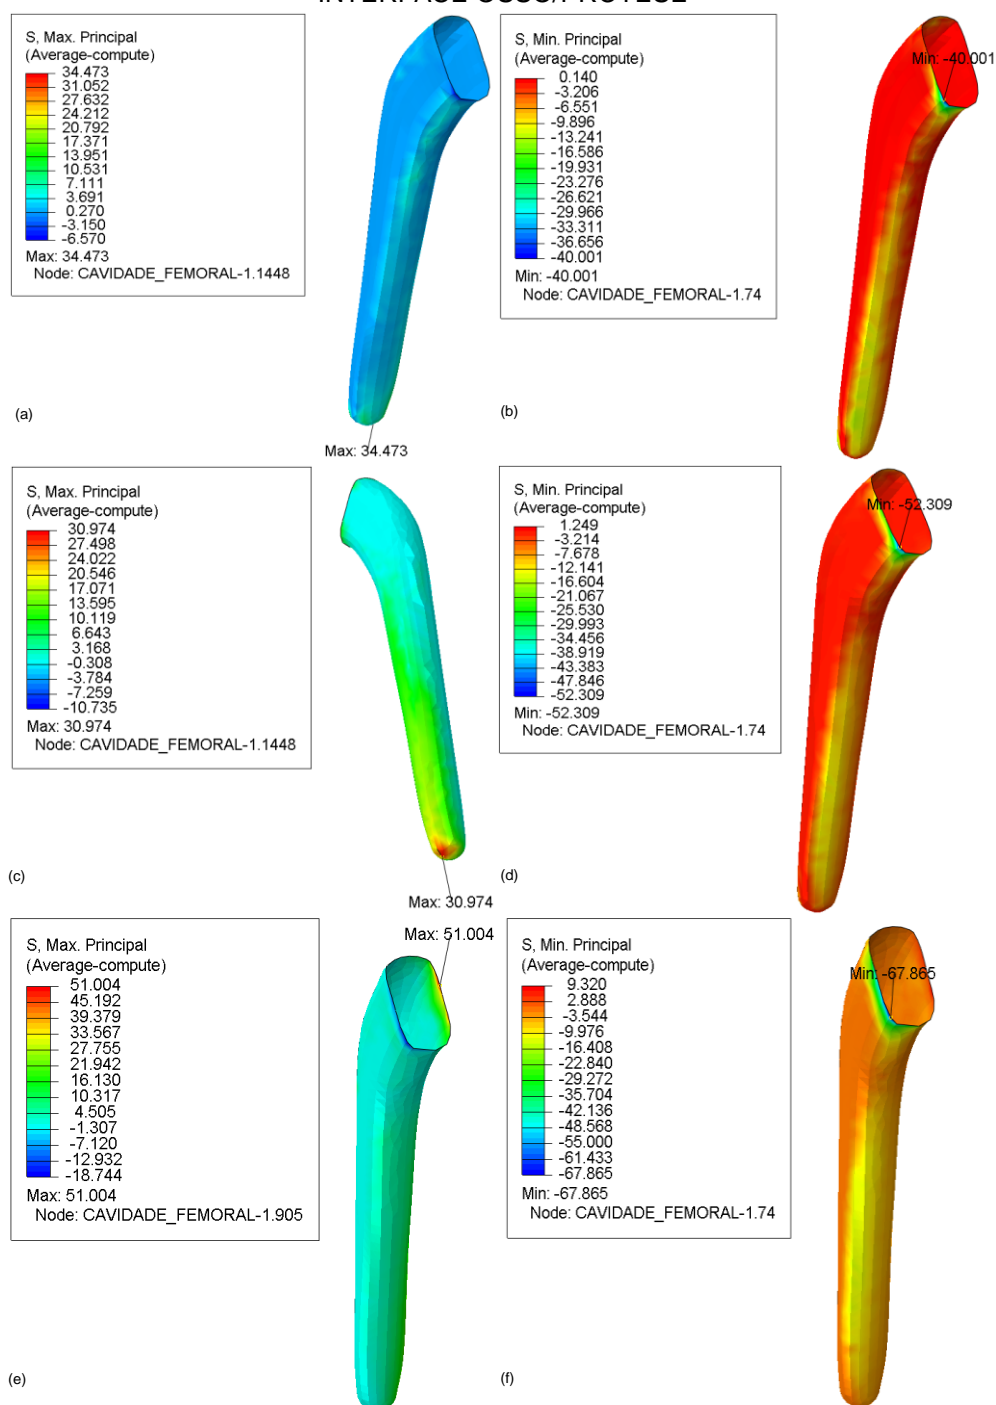 INTERFACE OSSO/PRÓTESE
S, Max. Principal
(Average-compute)
34.473
31.052
27.632
24.212
20.792
17.371
13.951
10.531
7.111
3.691
0.270
-3.150
-6.570
Max: 34.473
Node: CAVIDADE_FEMORAL-1.1448
Max: 34.473
(a)
S, Min. Principal
(Average-compute)
0.140
-3.206
-6.551
-9.896
-13.241
-16.586
-19.931
-23.276
-26.621
-29.966
-33.311
-36.656
-40.001
Min: -40.001
Node: CAVIDADE_FEMORAL-1.74
Min: -40.001
(b)
S, Max. Principal
(Average-compute)
30.974
27.498
24.022
20.546
17.071
13.595
10.119
6.643
3.168
-0.308
-3.784
-7.259
-10.735
Max: 30.974
Node: CAVIDADE_FEMORAL-1.1448
Max: 30.974
(c)
S, Min. Principal
(Average-compute)
1.249
-3.214
-7.678
-12.141
-16.604
-21.067
-25.530
-29.993
-34.456
-38.919
-43.383
-47.846
-52.309
Min: -52.309
Node: CAVIDADE_FEMORAL-1.74
Min: -52.309
(d)
S, Max. Principal
(Average-compute)
51.004
45.192
39.379
33.567
27.755
21.942
16.130
10.317
4.505
-1.307
-7.120
-12.932
-18.744
Max: 51.004
Node: CAVIDADE_FEMORAL-1.905
Max: 51.004
(e)
S, Min. Principal
(Average-compute)
9.320
2.888
-3.544
-9.976
-16.408
-22.840
-29.272
-35.704
-42.136
-48.568
-55.000
-61.433
-67.865
Min: -67.865
Node: CAVIDADE_FEMORAL-1.74
Min: -67.865
(f)